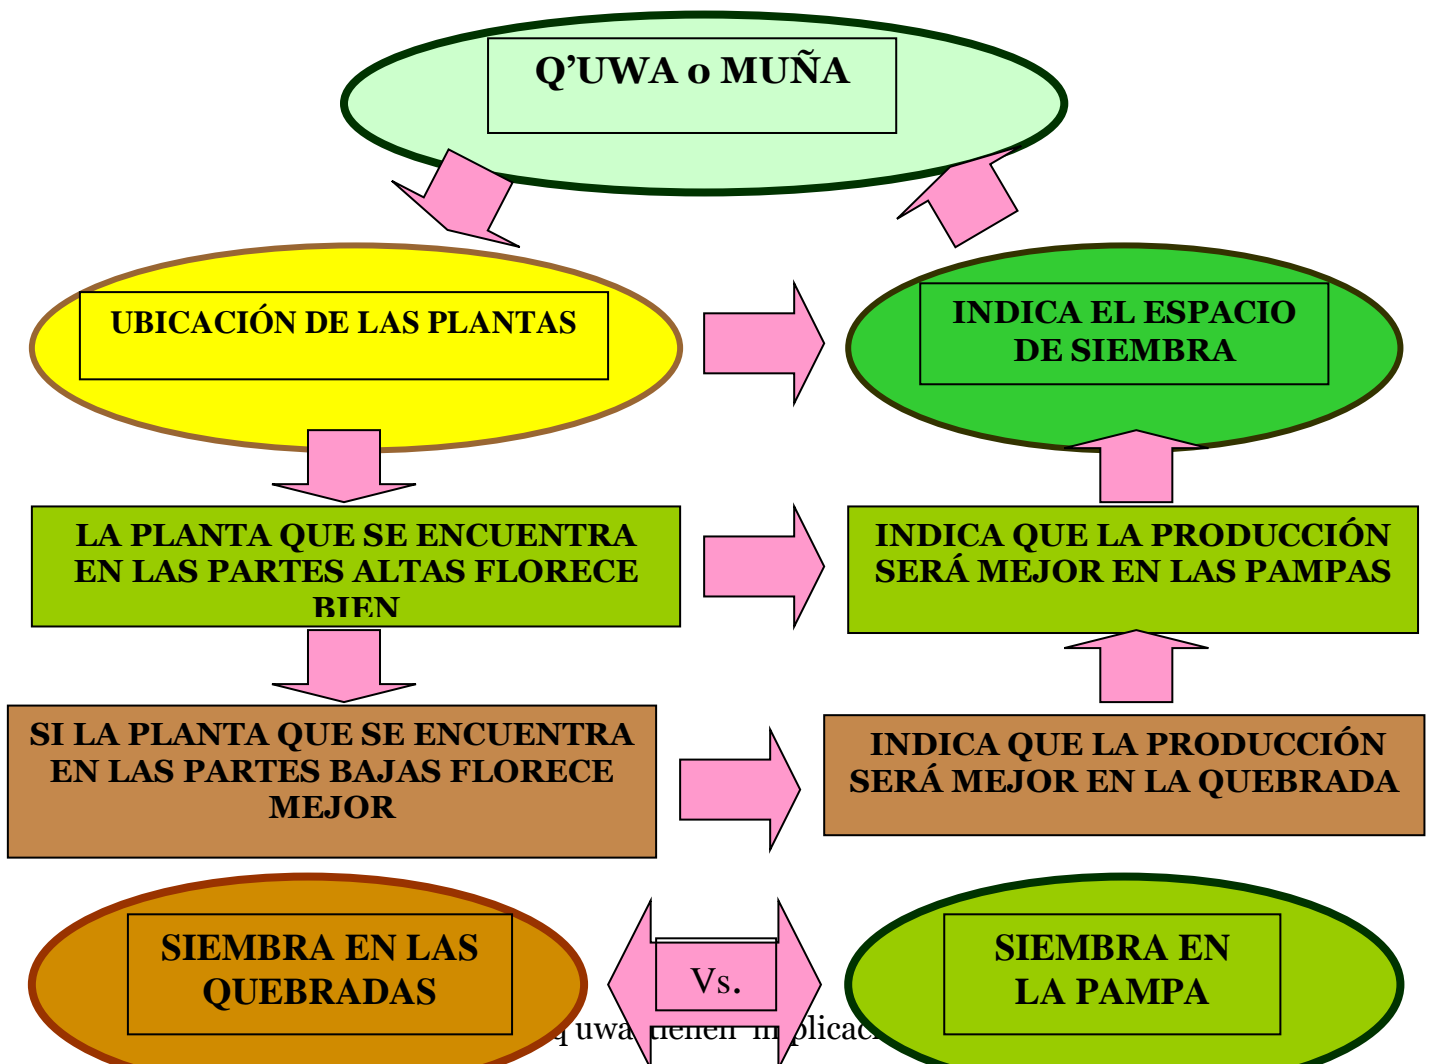 Q’UWA o MUÑA
UBICACIÓN DE LAS PLANTAS
INDICA EL ESPACIO
DE SIEMBRA
LA PLANTA QUE SE ENCUENTRA
EN LAS PARTES ALTAS FLORECE
BIEN
INDICA QUE LA PRODUCCIÓN
SERÁ MEJOR EN LAS PAMPAS
SI LA PLANTA QUE SE ENCUENTRA
EN LAS PARTES BAJAS FLORECE
MEJOR
INDICA QUE LA PRODUCCIÓN
SERÁ MEJOR EN LA QUEBRADA
SIEMBRA EN LAS
QUEBRADAS
Vs.
SIEMBRA EN
LA PAMPA
uwa tienen